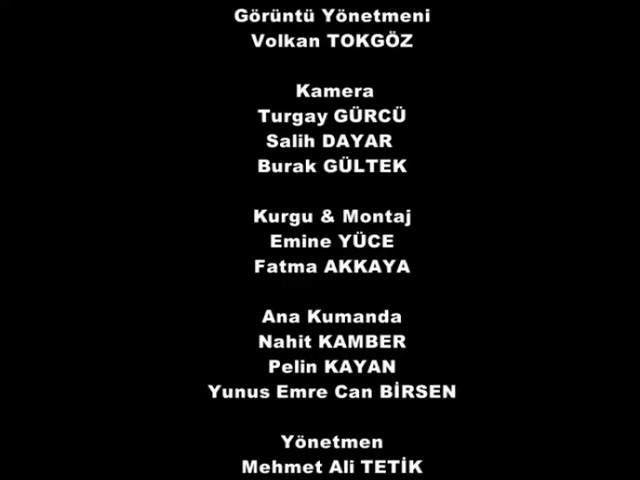 Görüntü Yönetmeni
Volkan TOKGÖZ
Kamera
Turgay GÜRCÜ
Salih DAYAR
Burak GÜLTEK
Kurgu & Montaj
Emine YÜCE
Fatma AKKAYA
Ana Kumanda
Nahit KAMBER
Pelin KAYAN
Yunus Emre Can BİRSEN
Yönetmen
Mehmet Ali TETİK